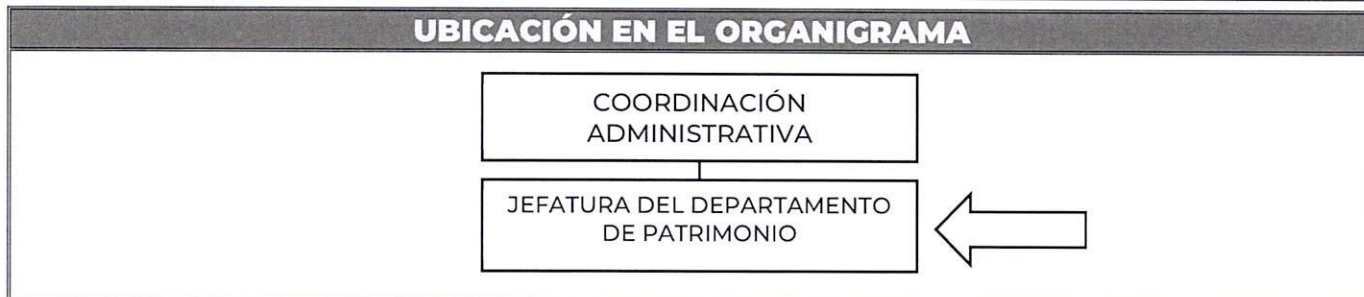 UBICACIÓN EN EL ORGANIGRAMA
COORDINACIÓN
ADMINISTRATIVA
JEFATURA DEL DEPARTAMENTO
DE PATRIMONIO